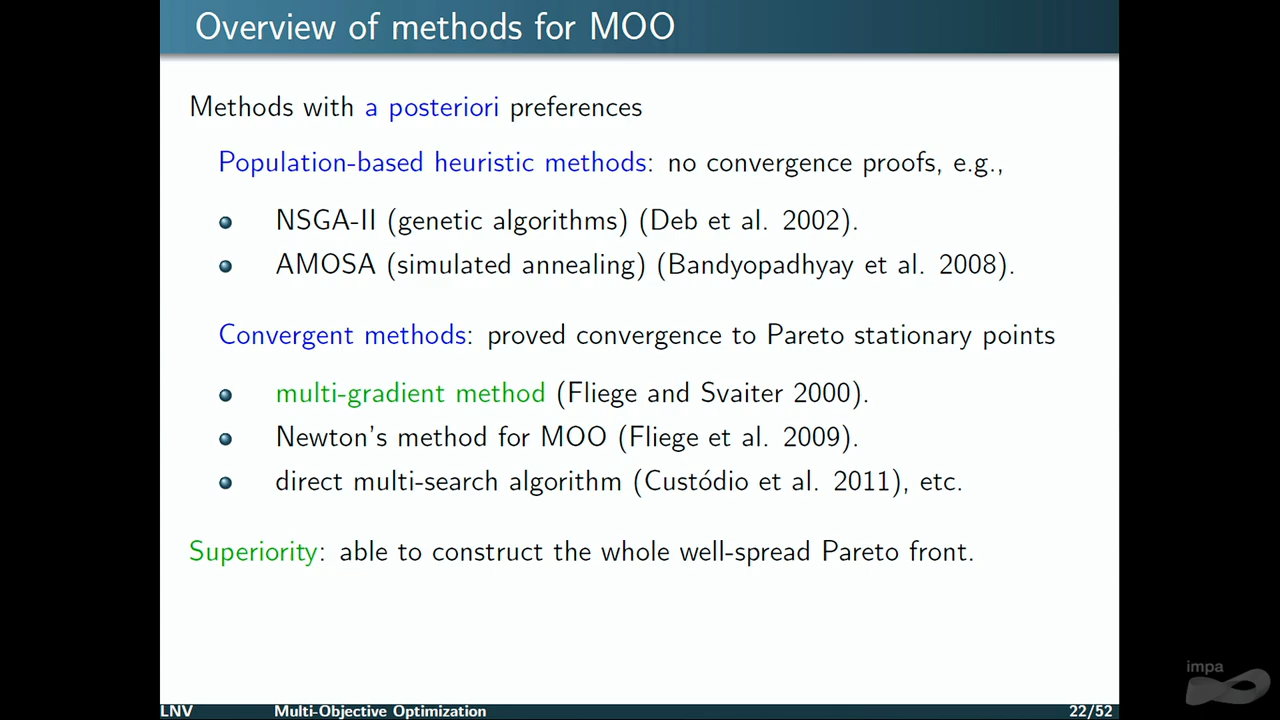 Overview of methods for MOO
Methods with a posteriori preferences
Population-based heuristic methods: no convergence proofs, e.g.,
NSGA-II (genetic algorithms) (Deb et al. 2002).
AMOSA (simulated annealing) (Bandyopadhyay et al. 2008).
Convergent methods: proved convergence to Pareto stationary points
multi-gradient method (Fliege and Svaiter 2000).
Newton's method for MOO (Fliege et al. 2009).
direct multi-search algorithm (Custódio et al. 2011), etc.
Superiority: able to construct the whole well-spread Pareto front.
impa
LNV Multi-Objective Optimization 22/52